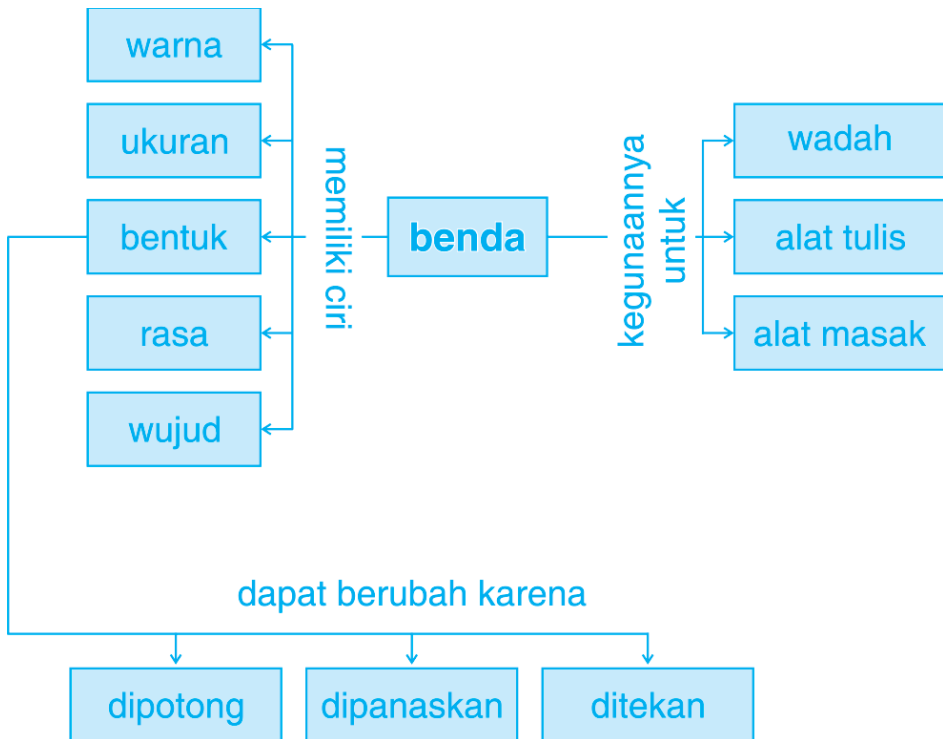 warna
ukuran
bentuk
rasa
wujud
memiliki ciri
benda
kegunaannya
untuk
wadah
alat tulis
alat masak
dapat berubah karena
dipotong
dipanaskan
ditekan